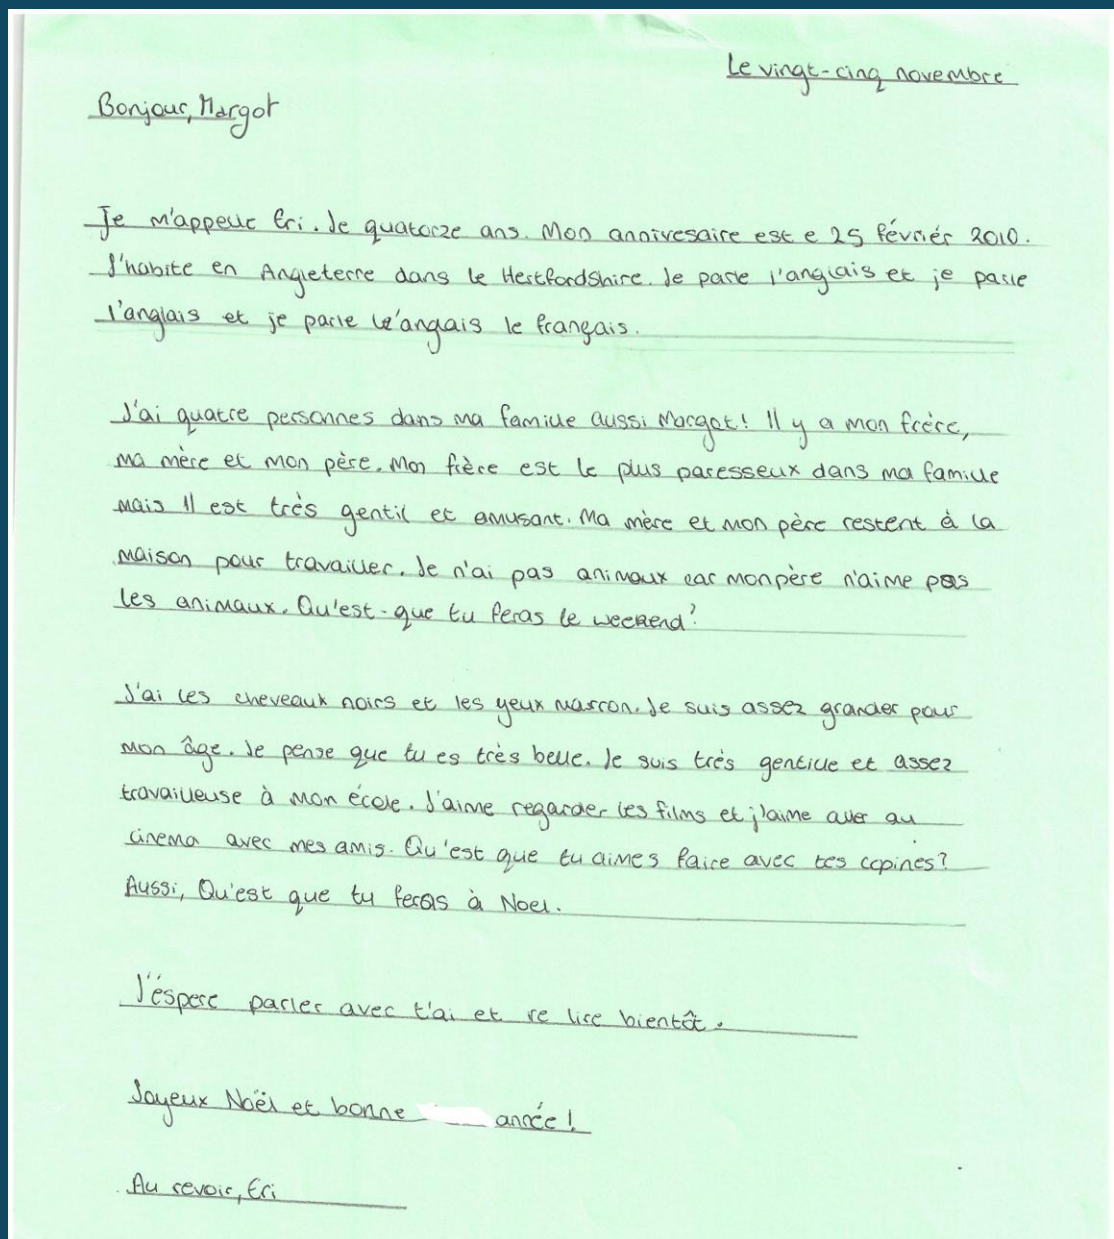 Le vingt-cinq novembre
Bonjour, Margot
Je m'appelle Eri. Je quatorze ans. Mon annivesaire est e 25 févriér 2010.
J'habite en Angleterre dans le Hertfordshire. Je parle l'anglais et je parle
l'anglais et je parle le'angais le français.
J'ai quatre personnes dans ma famille aussi Margot! Il y a mon frère,
ma mère et mon père. Mon frère est le plus paresseux dans ma famille
mais Il est très gentil et amusant. Ma mère et mon père restent à la
maison pour travailler. Je n'ai pas animaux car mon père n'aime pas
les animaux. Qu'est-que tu feras le weekend?
J'ai les cheveaux noirs et les yeux marron. Je suis assez grander pour
mon âge. Je pense que tu es très belle. Je suis très gentille et assez
travailleuse à mon école. J'aime regarder les films et j'aime aller au
cinema avec mes amis. Qu'est que tu aimes faire avec tes copines?
Aussi, Qu'est que tu feras à Noel.
J'éspere parler avec t'ai et re lire bientôt.
Joyeux Noël et bonne année!
Au revoir, Eri